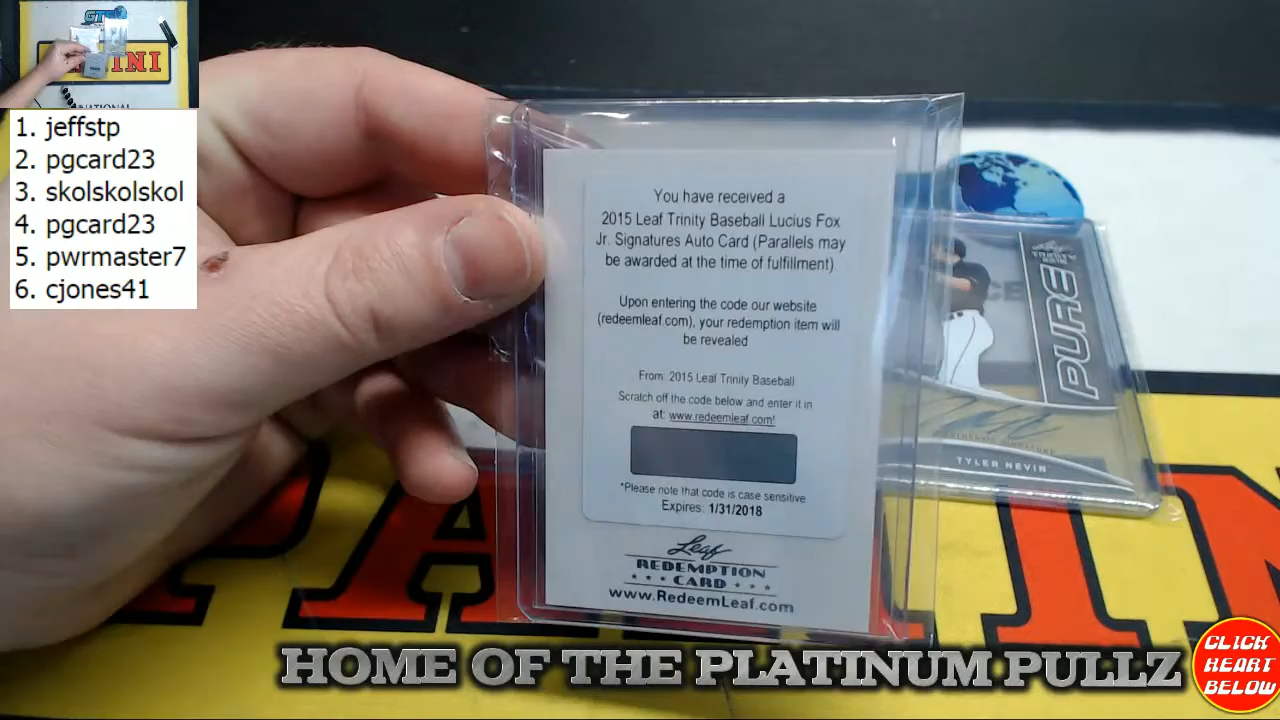 GTS
INI
NATIONAL
1. jeffstp
2. pgcard23
3. skolskolskol
4. pgcard23
5. pwrmaster7
6. cjones41
You have received a
2015 Leaf Trinity Baseball Lucius Fox
Jr. Signatures Auto Card (Parallels may
be awarded at the time of fulfillment)
Upon entering the code our website
(redeemleaf.com), your redemption item will
be revealed
From: 2015 Leaf Trinity Baseball
Scratch off the code below and enter it in
at: www.redeemleaf.com!
*Please note that code is case sensitive
Expires: 1/31/2018
Leaf
REDEMPTION
CARD
www.RedeemLeaf.com
PURE
TYLER NEVIN
PANINI
HOME OF THE PLATINUM PULLZ
CLICK
HEART
BELOW